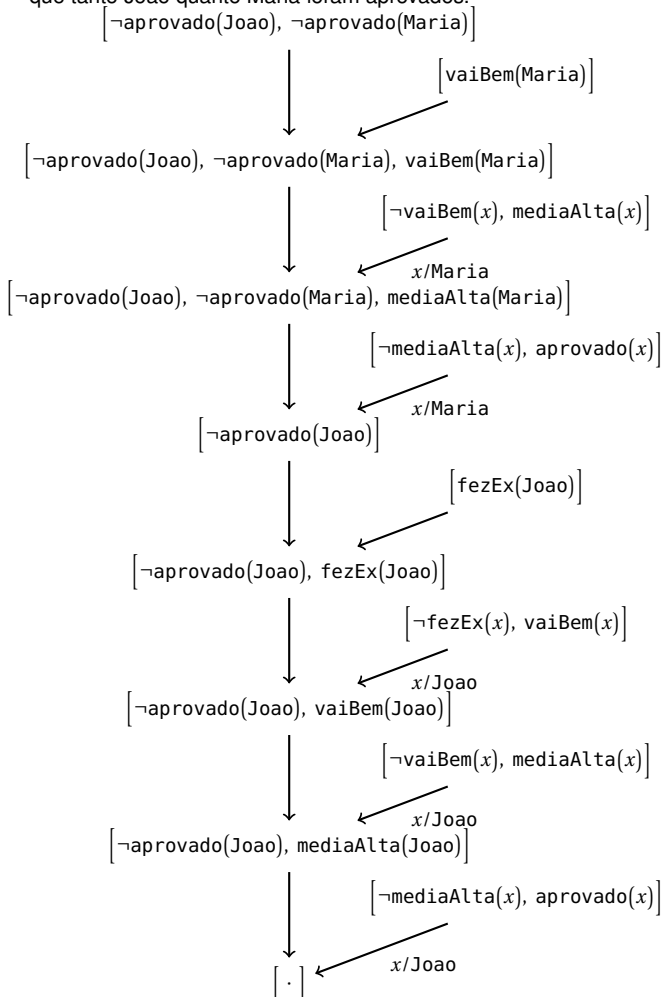 que tanto João quanto Maria foram aprovados.
[¬aprovado(Joao), ¬aprovado(Maria)]
[vaiBem(Maria)]
[¬aprovado(Joao), ¬aprovado(Maria), vaiBem(Maria)]
[¬vaiBem(x), mediaAlta(x)]
x/Maria
[¬aprovado(Joao), ¬aprovado(Maria), mediaAlta(Maria)]
[¬mediaAlta(x), aprovado(x)]
x/Maria
[¬aprovado(Joao)]
[fezEx(Joao)]
[¬aprovado(Joao), fezEx(Joao)]
[¬fezEx(x), vaiBem(x)]
x/Joao
[¬aprovado(Joao), vaiBem(Joao)]
[¬vaiBem(x), mediaAlta(x)]
x/Joao
[¬aprovado(Joao), mediaAlta(Joao)]
[¬mediaAlta(x), aprovado(x)]
x/Joao
[ · ]